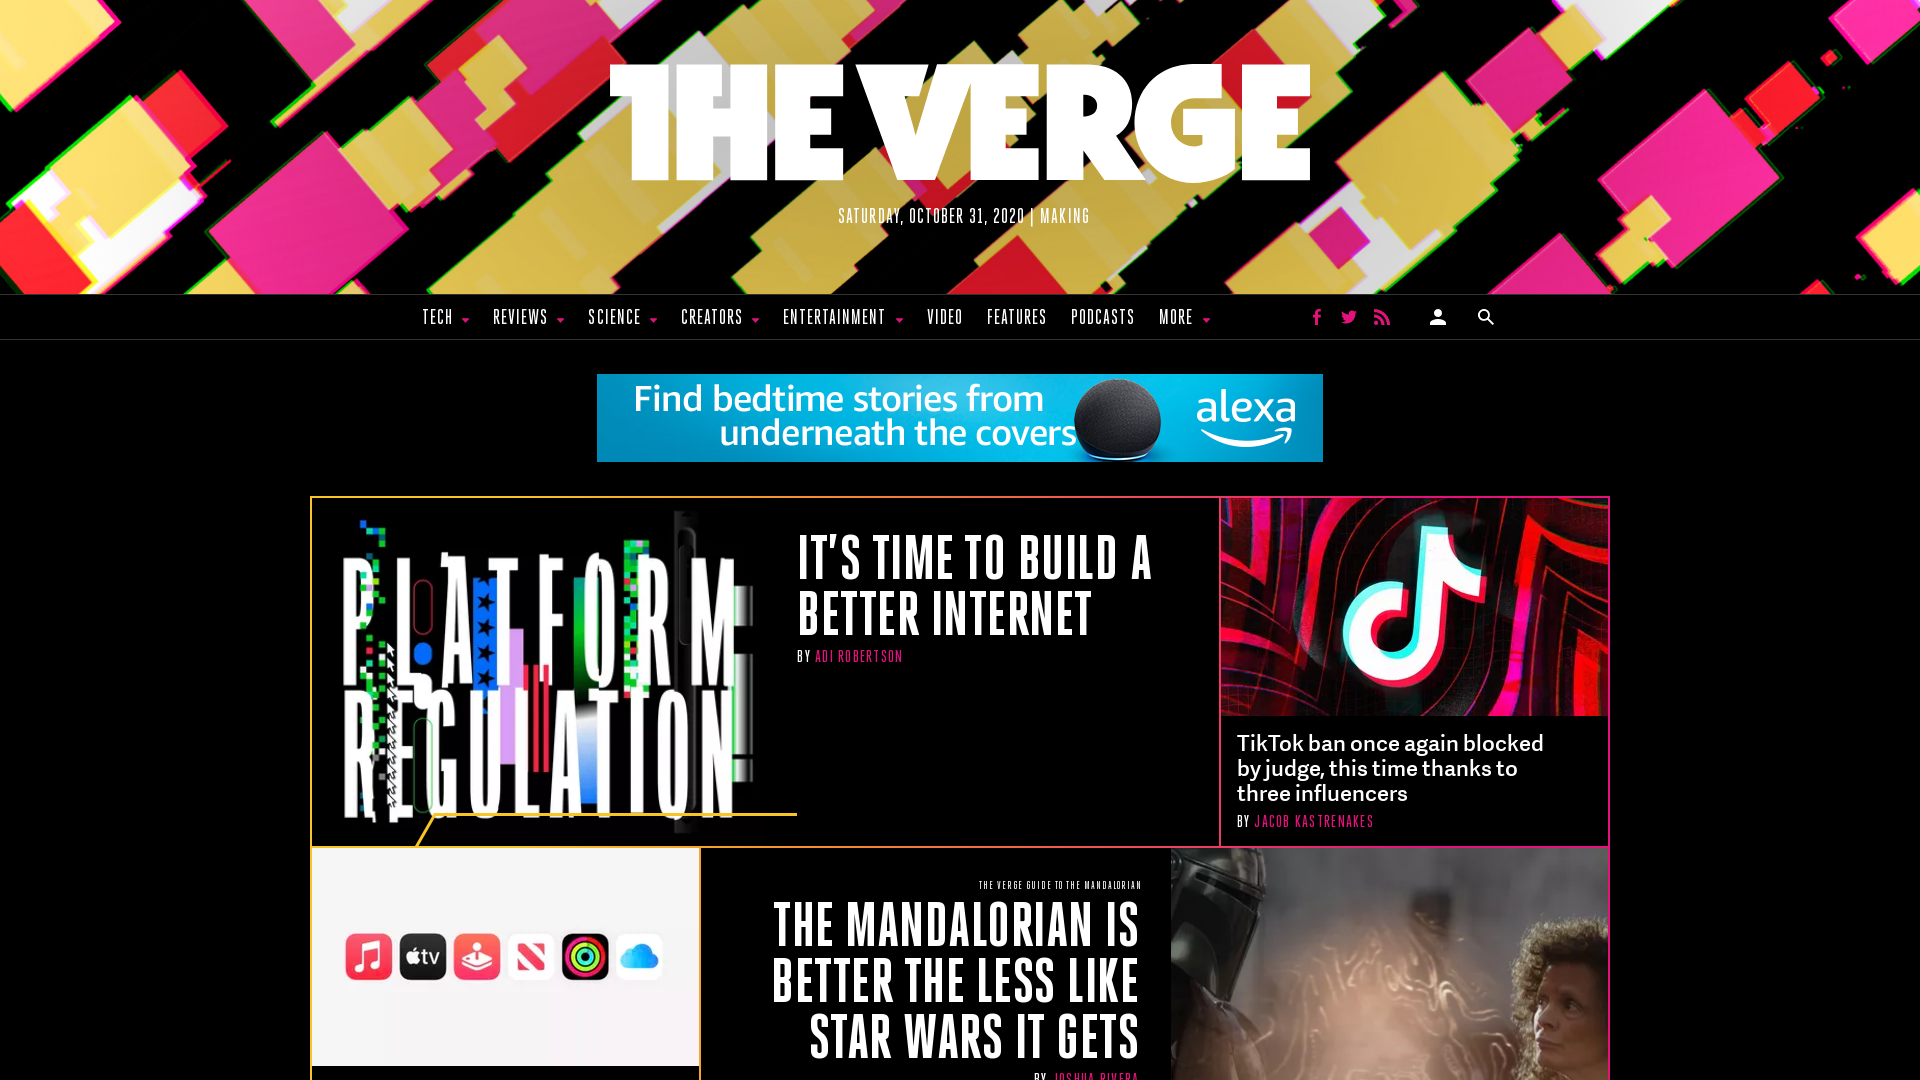 THE VERGE
SATURDAY, OCTOBER 31, 2020 | MAKING
TECH REVIEWS SCIENCE CREATORS ENTERTAINMENT VIDEO FEATURES PODCASTS MORE
Find bedtime stories from
underneath the covers
alexa
PLATFORM
REGULATION
IT'S TIME TO BUILD A
BETTER INTERNET
BY ADI ROBERTSON
TikTok ban once again blocked
by judge, this time thanks to
three influencers
BY JACOB KASTRENAKES
tv
THE VERGE GUIDE TO THE MANDALORIAN
THE MANDALORIAN IS
BETTER THE LESS LIKE
STAR WARS IT GETS
BY JOSHUA RIVERA